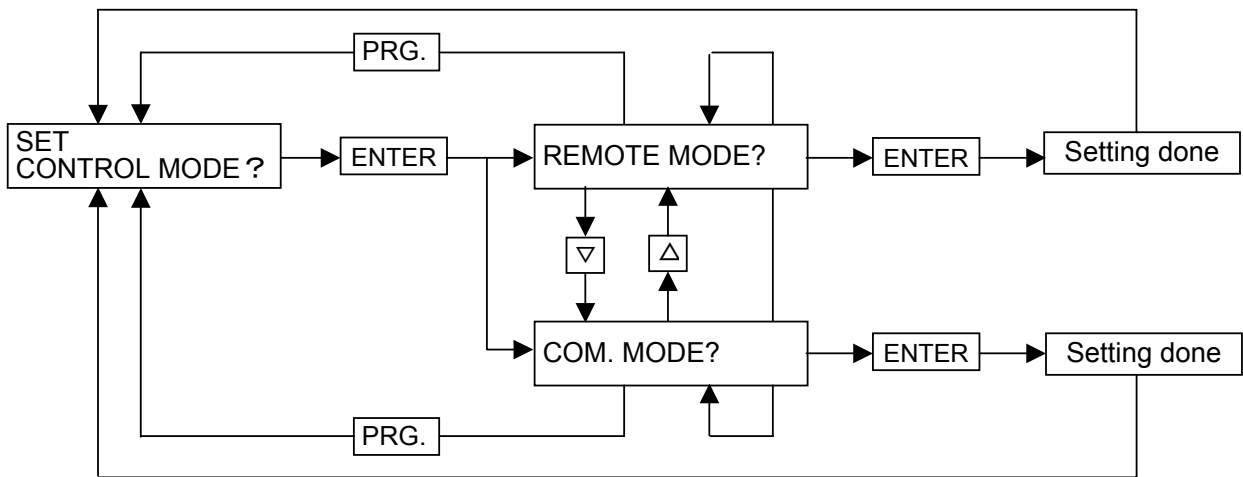 PRG.
SET
CONTROL MODE?
ENTER
REMOTE MODE?
ENTER
Setting done
▽
△
COM. MODE?
ENTER
Setting done
PRG.